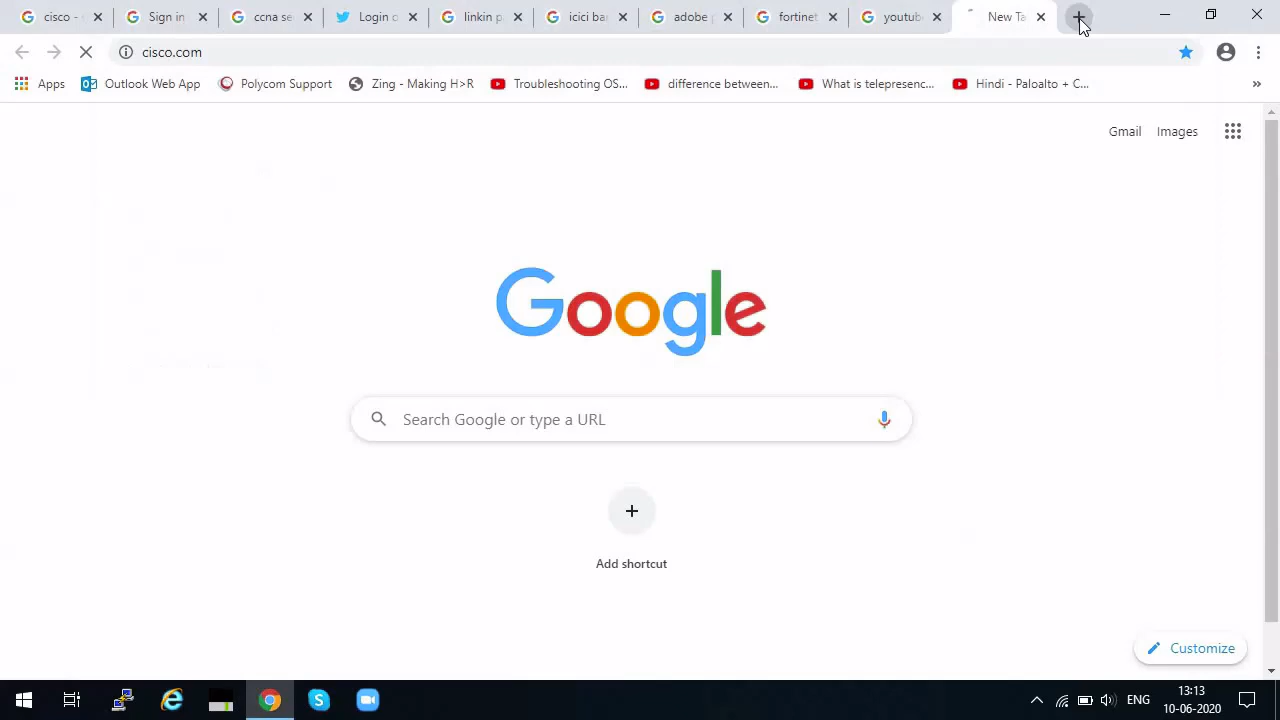 cisco - G
Sign in
ccna se
Login o
linkin p
icici ba
adobe p
fortinet
youtub
New Ta
cisco.com
Apps
Outlook Web App
Polycom Support
Zing - Making H>R
Troubleshooting OS...
difference between...
What is telepresenc...
Hindi - Paloalto + C...
»
Gmail
Images
Google
Search Google or type a URL
Add shortcut
Customize
ENG
13:13
10-06-2020